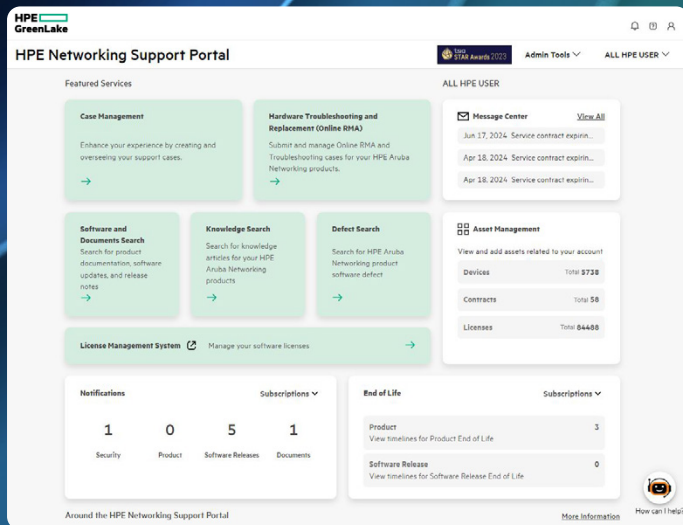 HPE
GreenLake
HPE Networking Support Portal
tsia
STAR Awards 2023
Admin Tools
ALL HPE USER
Featured Services
ALL HPE USER
Case Management
Enhance your experience by creating and
overseeing your support cases.
Hardware Troubleshooting and
Replacement (Online RMA)
Submit and manage Online RMA and
Troubleshooting cases for your HPE Aruba
Networking products.
Message Center
View All
Jun 17, 2024 Service contract expirin...
Apr 18, 2024 Service contract expirin...
Apr 18, 2024 Service contract expirin...
Software and
Documents Search
Search for product
documentation, software
updates, and release
notes
Knowledge Search
Search for knowledge
articles for your HPE
Aruba Networking
products
Defect Search
Search for HPE Aruba
Networking product
software defect
Asset Management
View and add assets related to your account
Devices Total 5738
Contracts Total 58
Licenses Total 84488
License Management System Manage your software licenses
Notifications
Subscriptions
1 0 5 1
Security Product Software Releases Documents
End of Life
Subscriptions
Product 3
View timelines for Product End of Life
Software Release 0
View timelines for Software Release End of Life
How can I help?
Around the HPE Networking Support Portal
More Information